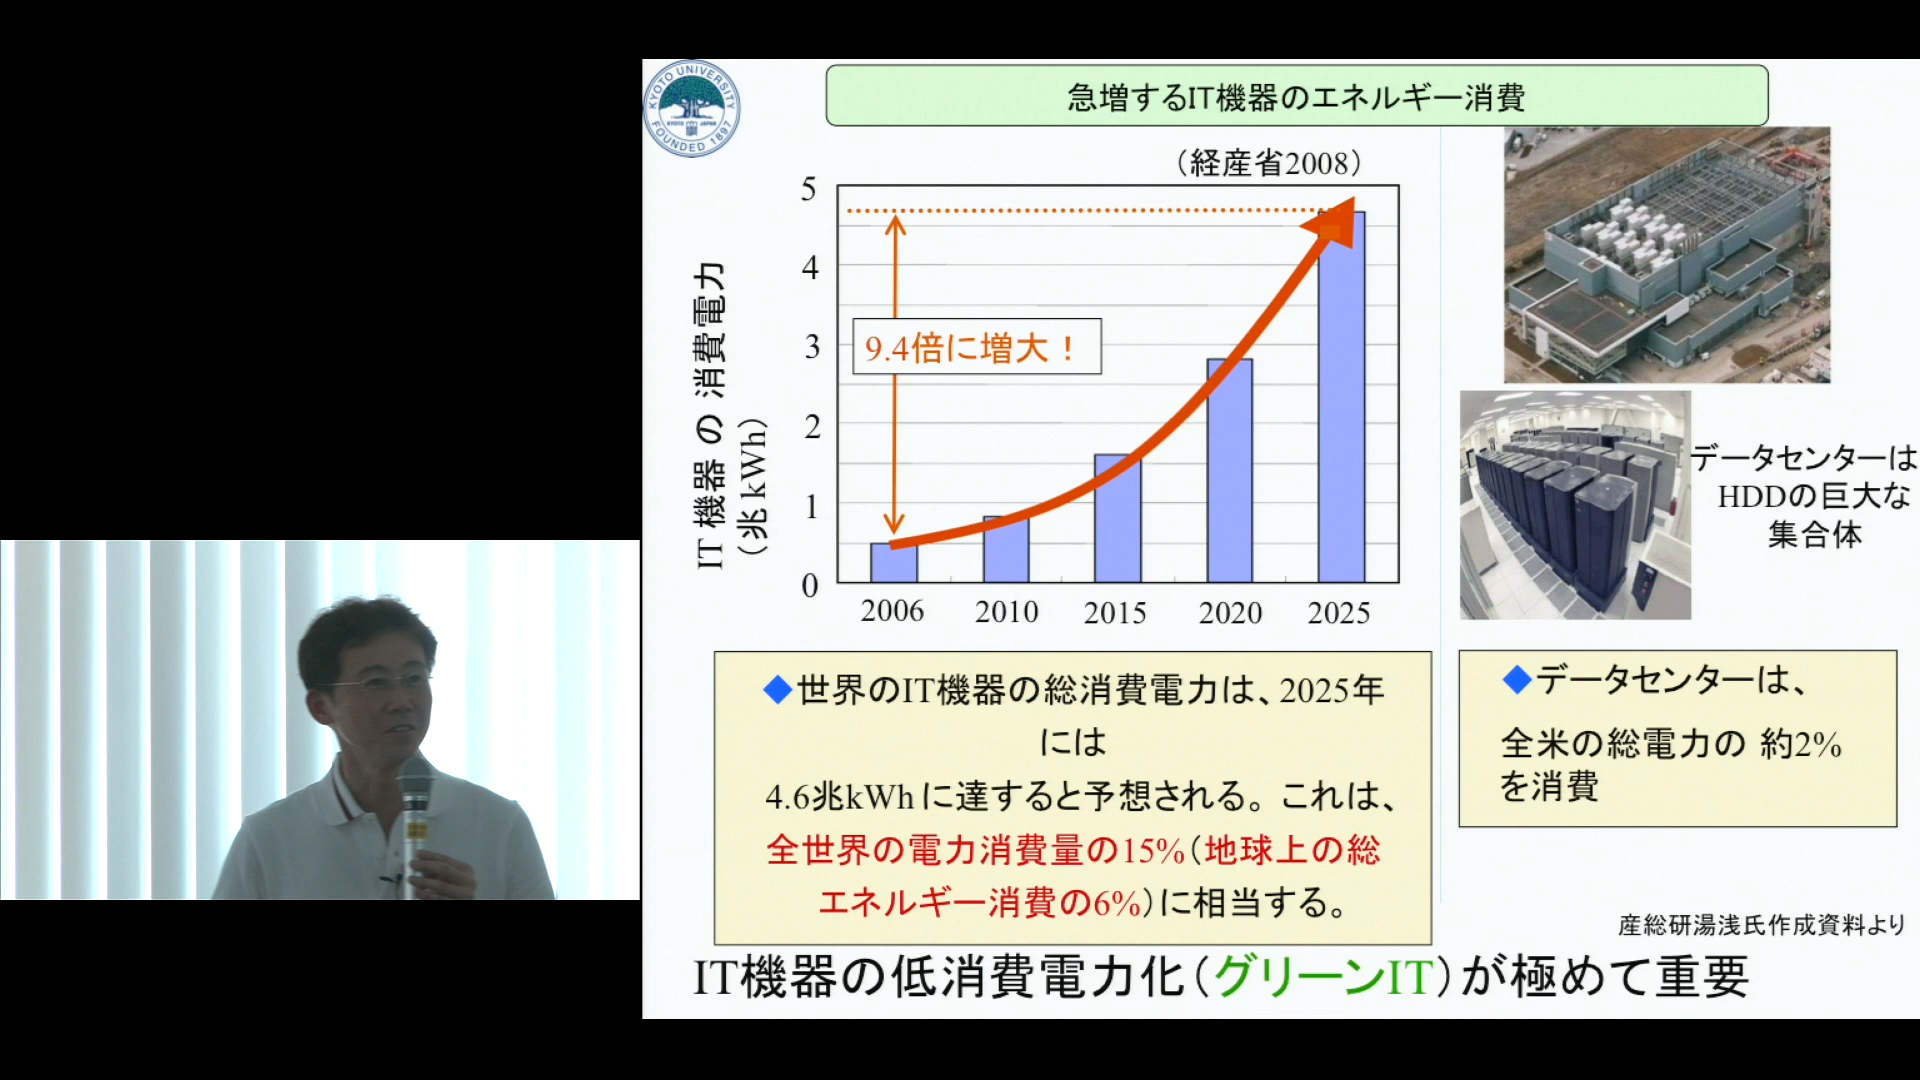 KYOTO UNIVERSITY
KYOTO JAPAN
FOUNDED 1897
急増するIT機器のエネルギー消費
（経産省2008）
IT 機器 の 消費電力
（兆 kWh）
5
4
3
2
1
0
9.4倍に増大！
2006 2010 2015 2020 2025
データセンターは
HDDの巨大な
集合体
◆世界のIT機器の総消費電力は、2025年
には
4.6兆kWhに達すると予想される。これは、
全世界の電力消費量の15%（地球上の総
エネルギー消費の6%）に相当する。
◆データセンターは、
全米の総電力の 約2%
を消費
産総研湯浅氏作成資料より
IT機器の低消費電力化（グリーンIT）が極めて重要